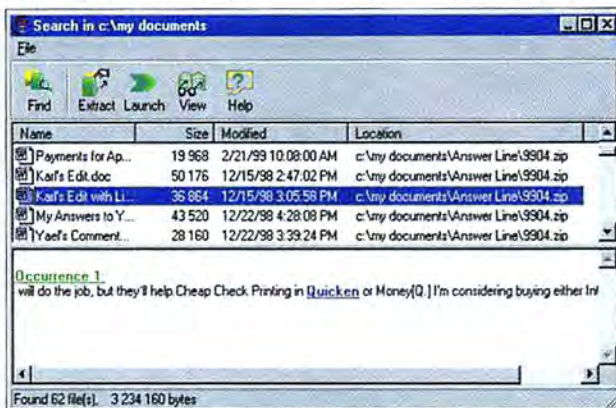 Search in c:\my documents
File
Find Extract Launch View Help
Name Size Modified Location
Payments for Ap... 19 968 2/21/99 10:08:00 AM c:\my documents\Answer Line\9904.zip
Karl's Edit.doc 50 176 12/15/98 2:47:02 PM c:\my documents\Answer Line\9904.zip
Karl's Edit with Li... 36 864 12/15/98 3:05:58 PM c:\my documents\Answer Line\9904.zip
My Answers to Y... 43 520 12/22/98 4:28:08 PM c:\my documents\Answer Line\9904.zip
Yael's Comment... 28 160 12/22/98 3:39:24 PM c:\my documents\Answer Line\9904.zip
Occurrence 1:
will do the job, but they'll help.Cheap Check Printing in Quicken or Money[Q.] I'm considering buying either Int
Found 62 file(s), 3 234 160 bytes